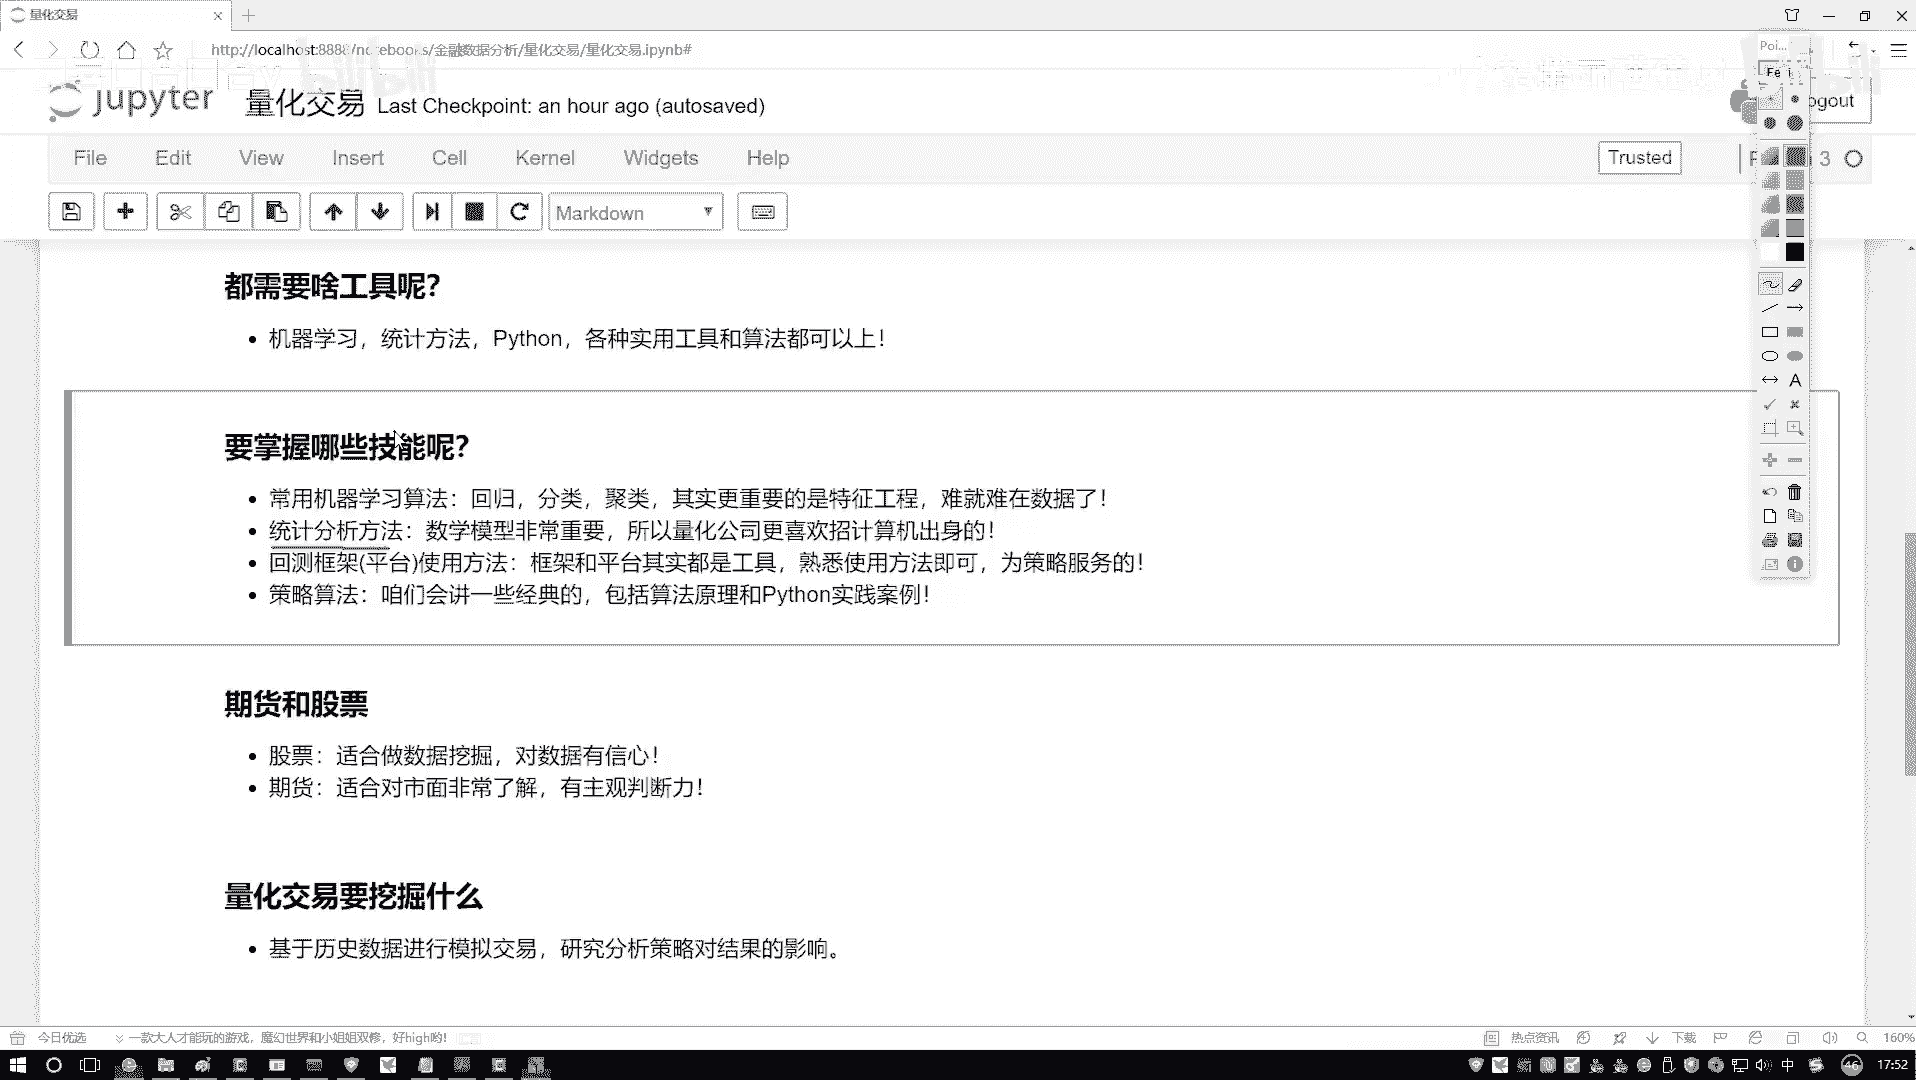 量化交易
http://localhost:8888/notebooks/金融数据分析/量化交易/量化交易.ipynb#
Poi...
jupyter 量化交易 Last Checkpoint: an hour ago (autosaved)
ogout
File Edit View Insert Cell Kernel Widgets Help
Trusted
3
Markdown
都需要啥工具呢?
机器学习，统计方法，Python，各种实用工具和算法都可以上！
要掌握哪些技能呢?
常用机器学习算法：回归，分类，聚类，其实更重要的是特征工程，难就难在数据了！
统计分析方法：数学模型非常重要，所以量化公司更喜欢招计算机出身的！
回测框架(平台)使用方法：框架和平台其实都是工具，熟悉使用方法即可，为策略服务的！
策略算法：咱们会讲一些经典的，包括算法原理和Python实践案例！
期货和股票
股票：适合做数据挖掘，对数据有信心！
期货：适合对市面非常了解，有主观判断力！
量化交易要挖掘什么
基于历史数据进行模拟交易，研究分析策略对结果的影响。
今日优选 一款大人才能玩的游戏，魔幻世界和小姐姐双修，好high哟!
热点资讯 下载 160%
中 46 17:52